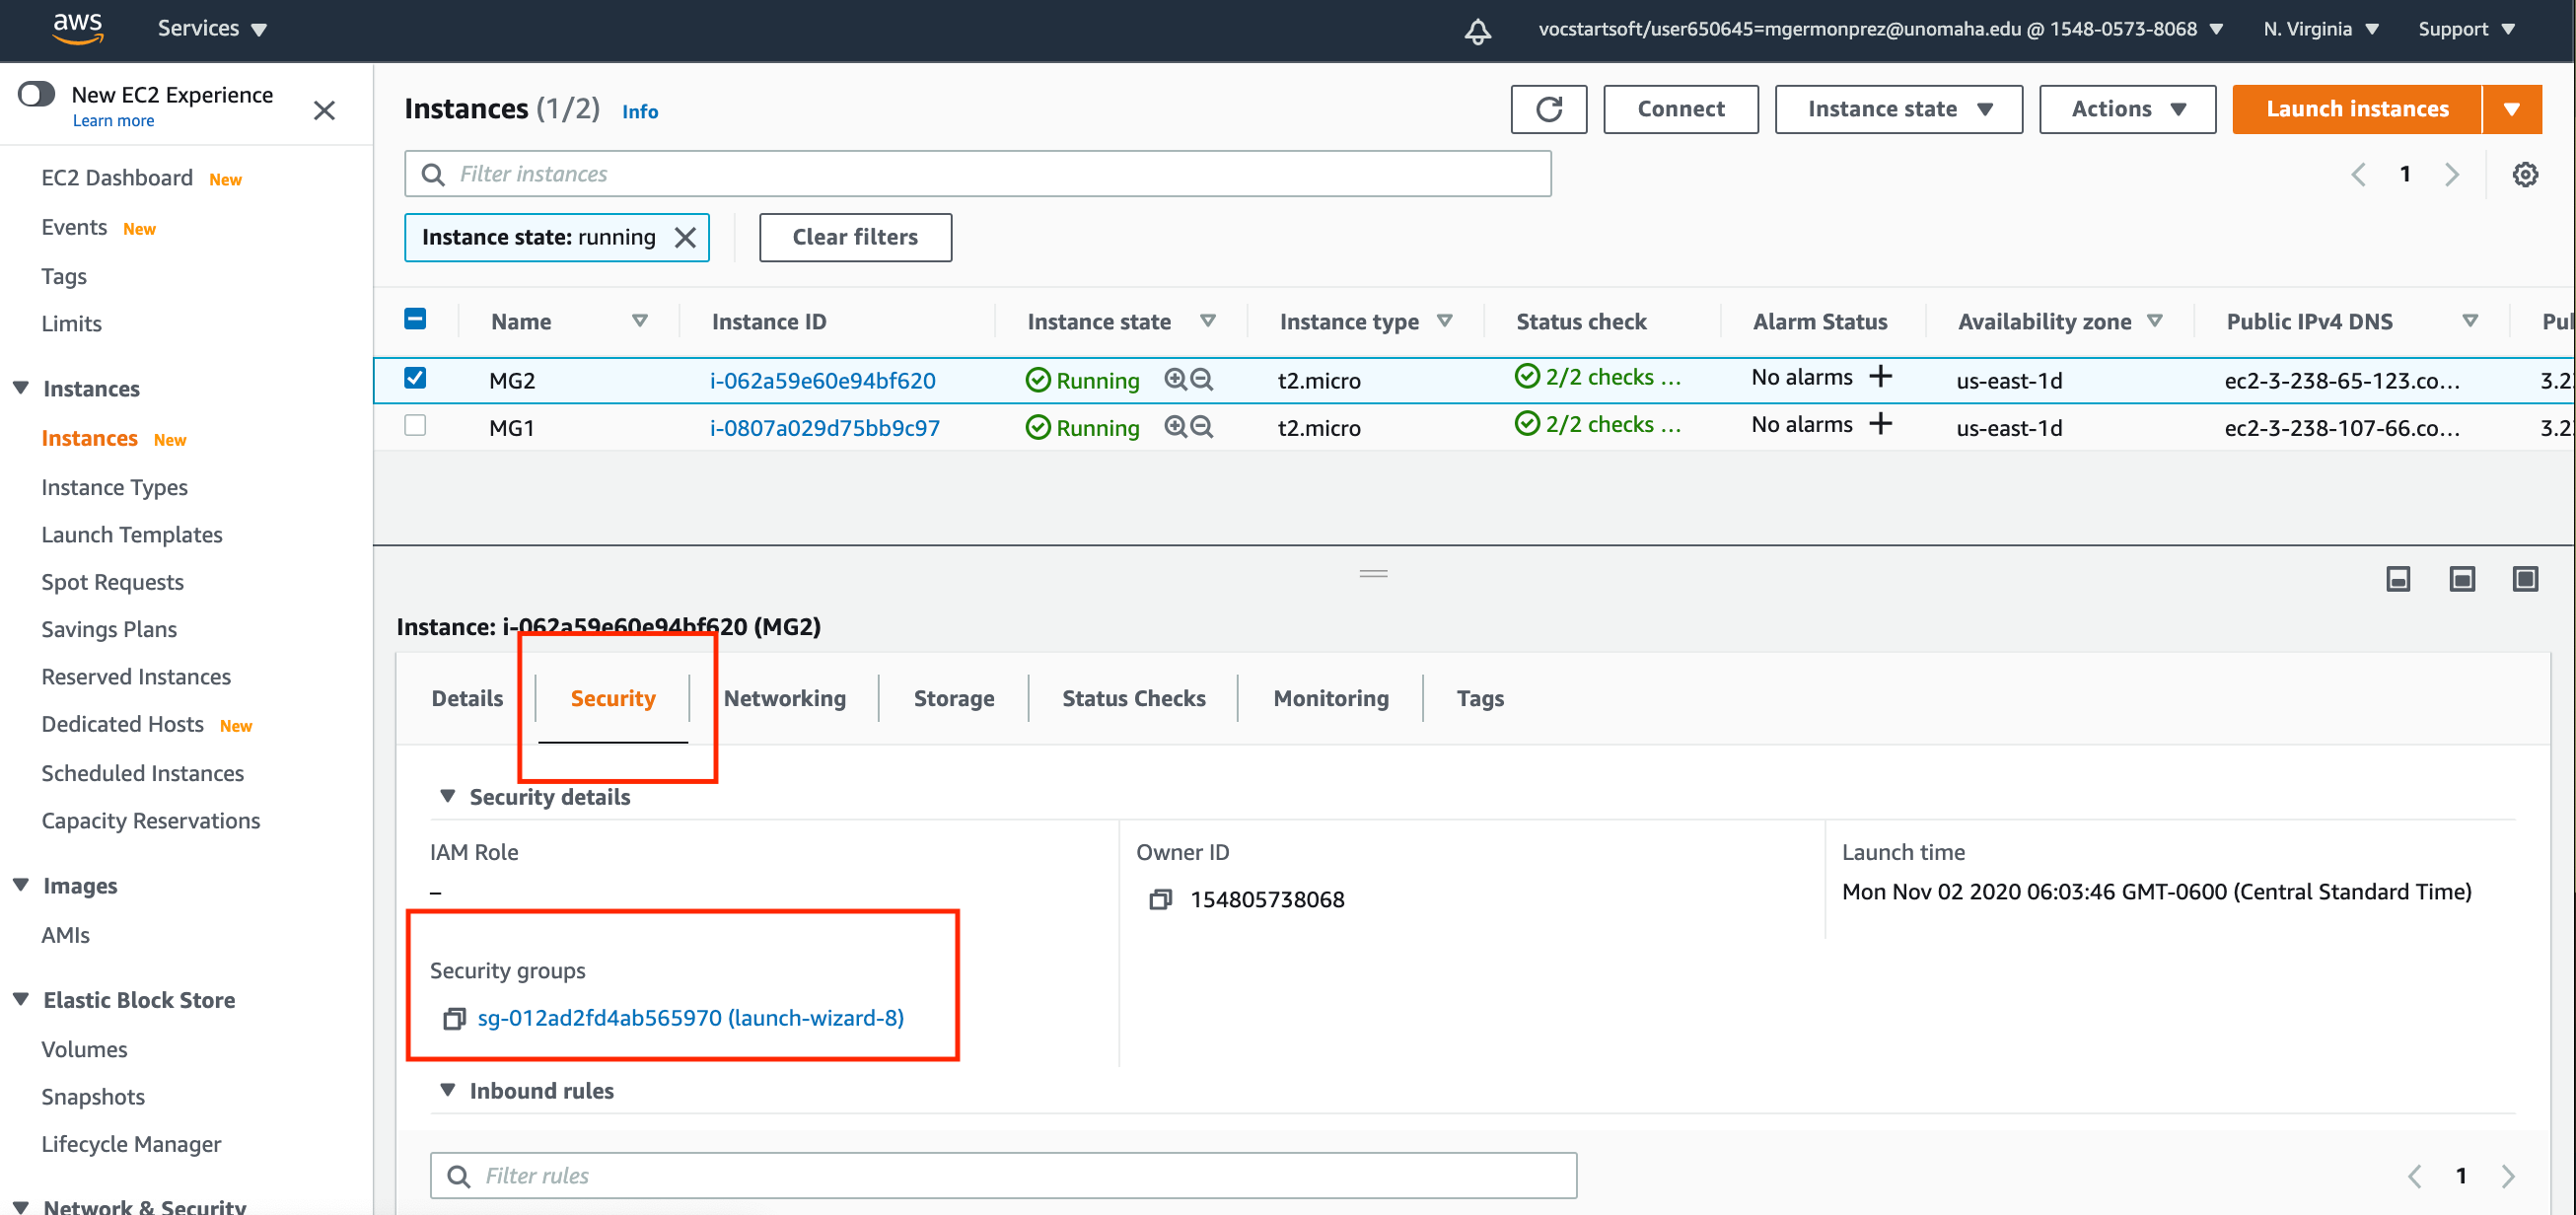 aws
Services
vocstartsoft/user650645=mgermonprez@unomaha.edu @ 1548-0573-8068
N. Virginia
Support
New EC2 Experience
Learn more
EC2 Dashboard New
Events New
Tags
Limits
Instances
Instances New
Instance Types
Launch Templates
Spot Requests
Savings Plans
Reserved Instances
Dedicated Hosts New
Scheduled Instances
Capacity Reservations
Images
AMIs
Elastic Block Store
Volumes
Snapshots
Lifecycle Manager
Network & Security
Instances (1/2) Info
Connect
Instance state
Actions
Launch instances
Filter instances
1
Instance state: running
Clear filters
Name Instance ID Instance state Instance type Status check Alarm Status Availability zone Public IPv4 DNS Pul
MG2 i-062a59e60e94bf620 Running t2.micro 2/2 checks ... No alarms + us-east-1d ec2-3-238-65-123.co... 3.2
MG1 i-0807a029d75bb9c97 Running t2.micro 2/2 checks ... No alarms + us-east-1d ec2-3-238-107-66.co... 3.2
Instance: i-062a59e60e94bf620 (MG2)
Details
Security
Networking
Storage
Status Checks
Monitoring
Tags
Security details
IAM Role
–
Owner ID
154805738068
Launch time
Mon Nov 02 2020 06:03:46 GMT-0600 (Central Standard Time)
Security groups
sg-012ad2fd4ab565970 (launch-wizard-8)
Inbound rules
Filter rules
1